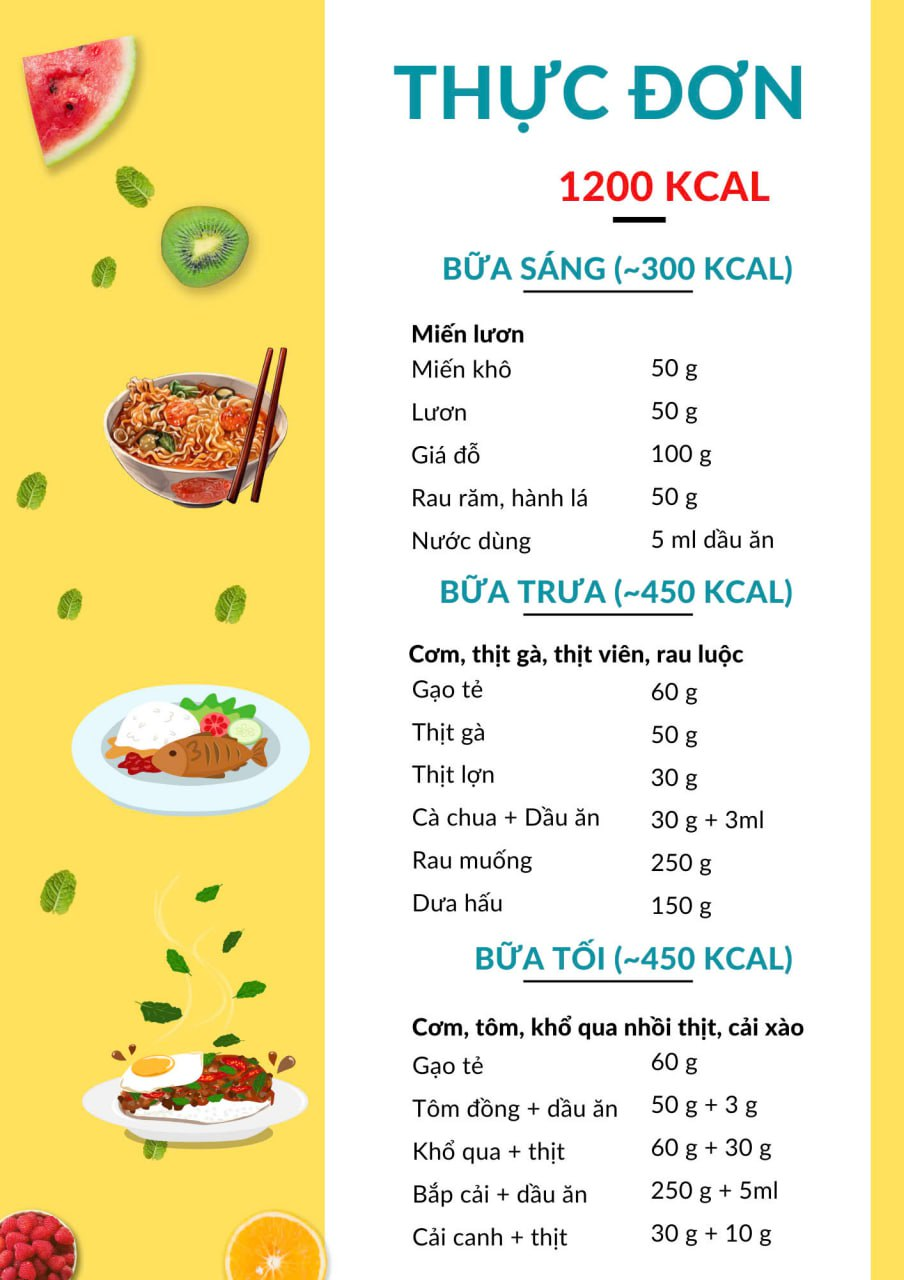 THỰC ĐƠN
1200 KCAL
BỮA SÁNG (~300 KCAL)
Miến lươn
Miến khô 50 g
Lươn 50 g
Giá đỗ 100 g
Rau răm, hành lá 50 g
Nước dùng 5 ml dầu ăn
BỮA TRƯA (~450 KCAL)
Cơm, thịt gà, thịt viên, rau luộc
Gạo tẻ 60 g
Thịt gà 50 g
Thịt lợn 30 g
Cà chua + Dầu ăn 30 g + 3ml
Rau muống 250 g
Dưa hấu 150 g
BỮA TỐI (~450 KCAL)
Cơm, tôm, khổ qua nhồi thịt, cải xào
Gạo tẻ 60 g
Tôm đồng + dầu ăn 50 g + 3 g
Khổ qua + thịt 60 g + 30 g
Bắp cải + dầu ăn 250 g + 5ml
Cải canh + thịt 30 g + 10 g